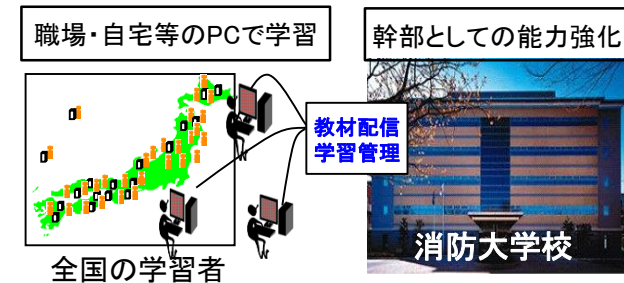 職場・自宅等のPCで学習
幹部としての能力強化
教材配信
学習管理
消防大学校
全国の学習者